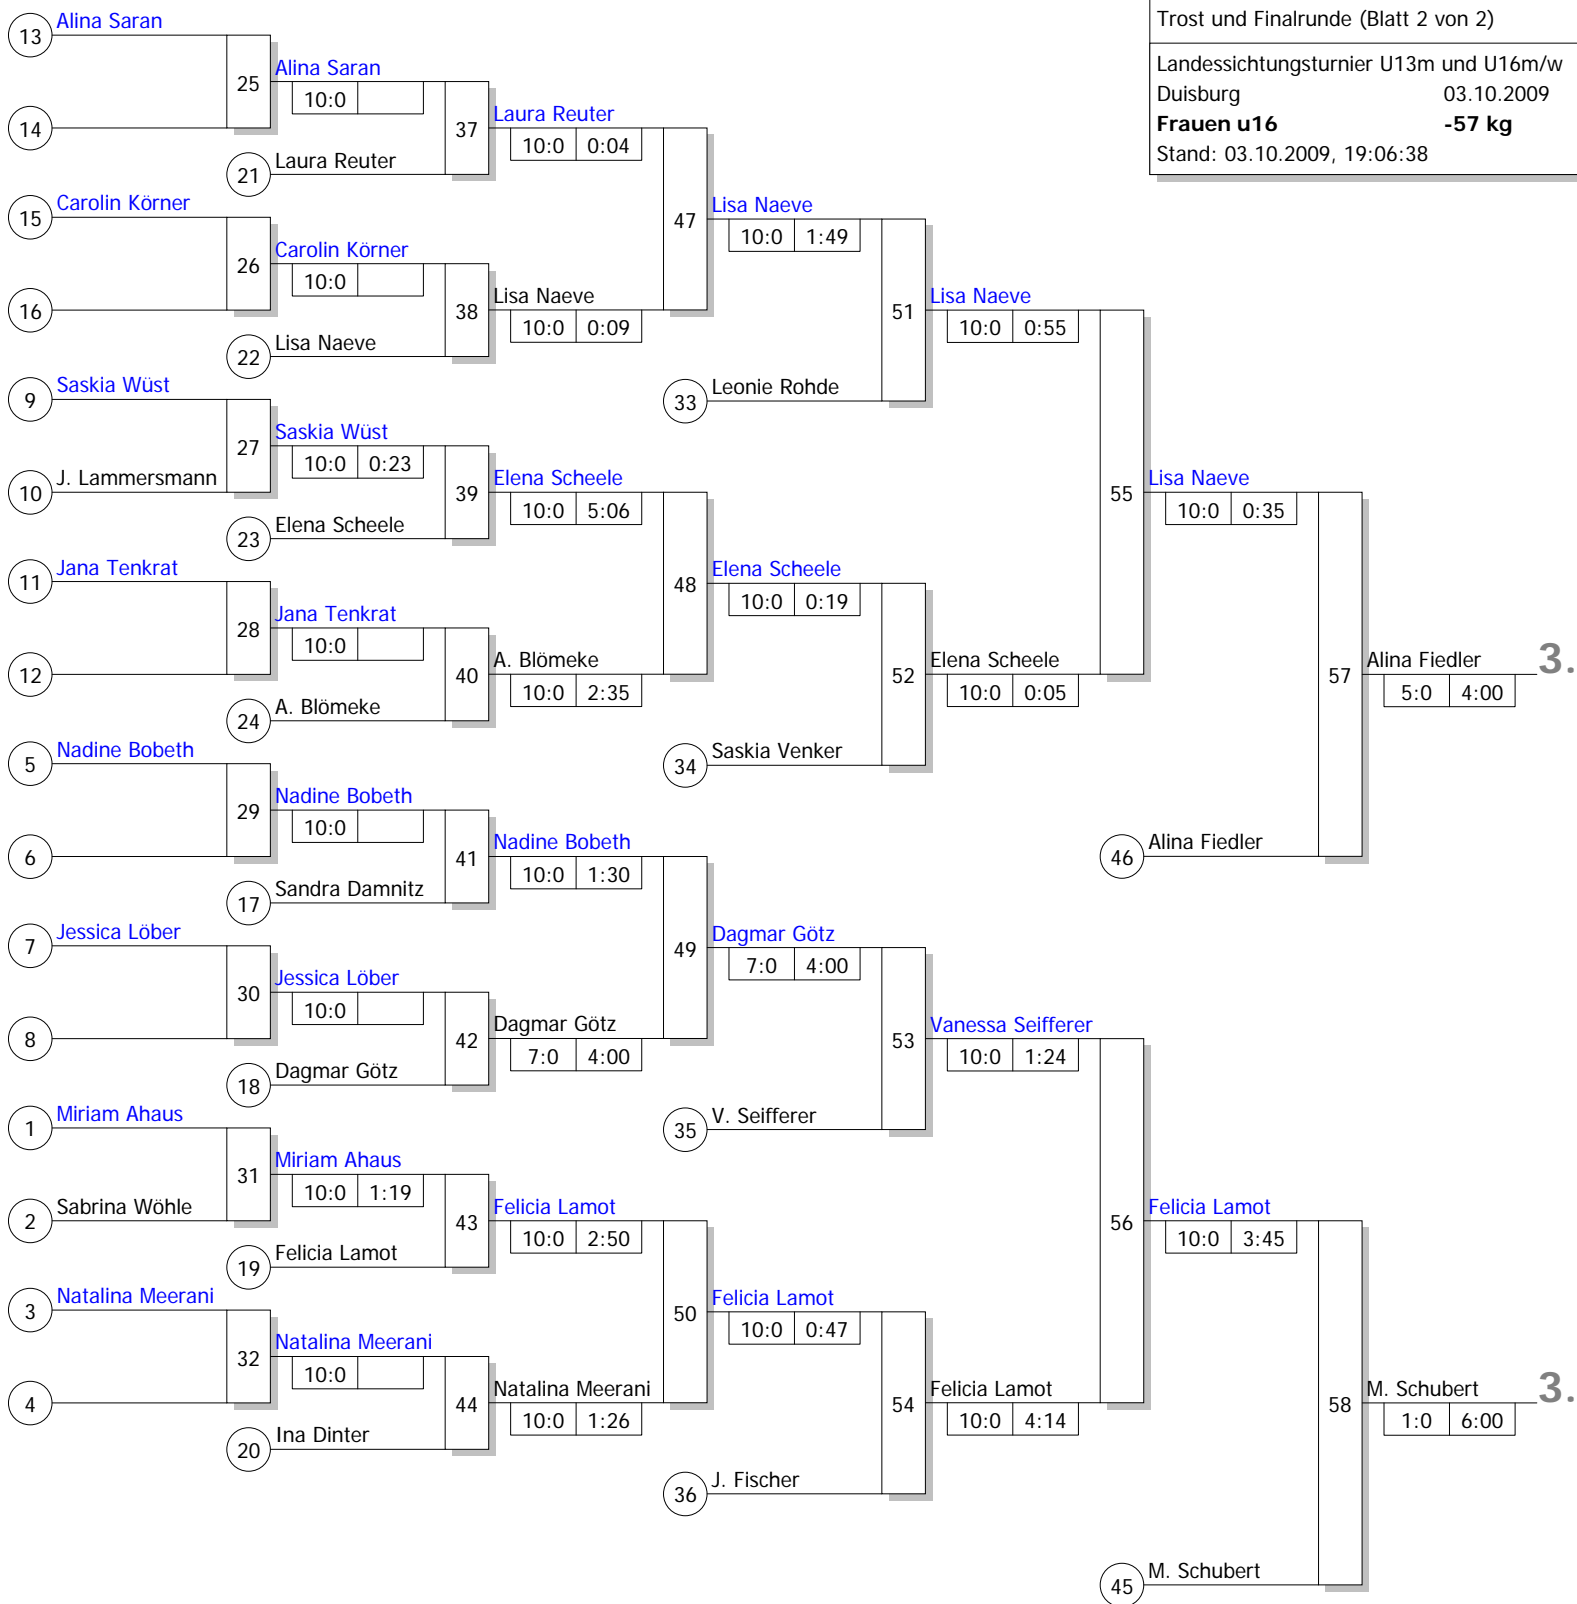 Trost und Finalrunde (Blatt 2 von 2)
Landessichtungsturnier U13m und U16m/w
Duisburg 03.10.2009
Frauen u16 -57 kg
Stand: 03.10.2009, 19:06:38
13 Alina Saran
14
25 Alina Saran
10:0
21 Laura Reuter
37 Laura Reuter
10:0 0:04
15 Carolin Körner
16
26 Carolin Körner
10:0
22 Lisa Naeve
38 Lisa Naeve
10:0 0:09
47 Lisa Naeve
10:0 1:49
33 Leonie Rohde
51 Lisa Naeve
10:0 0:55
9 Saskia Wüst
10 J. Lammersmann
27 Saskia Wüst
10:0 0:23
23 Elena Scheele
39 Elena Scheele
10:0 5:06
11 Jana Tenkrat
12
28 Jana Tenkrat
10:0
24 A. Blömeke
40 A. Blömeke
10:0 2:35
48 Elena Scheele
10:0 0:19
34 Saskia Venker
52 Elena Scheele
10:0 0:05
55 Lisa Naeve
10:0 0:35
46 Alina Fiedler
57 Alina Fiedler 3.
5:0 4:00
5 Nadine Bobeth
6
29 Nadine Bobeth
10:0
17 Sandra Damnitz
41 Nadine Bobeth
10:0 1:30
7 Jessica Löber
8
30 Jessica Löber
10:0
18 Dagmar Götz
42 Dagmar Götz
7:0 4:00
49 Dagmar Götz
7:0 4:00
35 V. Seifferer
53 Vanessa Seifferer
10:0 1:24
1 Miriam Ahaus
2 Sabrina Wöhle
31 Miriam Ahaus
10:0 1:19
19 Felicia Lamot
43 Felicia Lamot
10:0 2:50
3 Natalina Meerani
4
32 Natalina Meerani
10:0
20 Ina Dinter
44 Natalina Meerani
10:0 1:26
50 Felicia Lamot
10:0 0:47
36 J. Fischer
54 Felicia Lamot
10:0 4:14
56 Felicia Lamot
10:0 3:45
45 M. Schubert
58 M. Schubert 3.
1:0 6:00